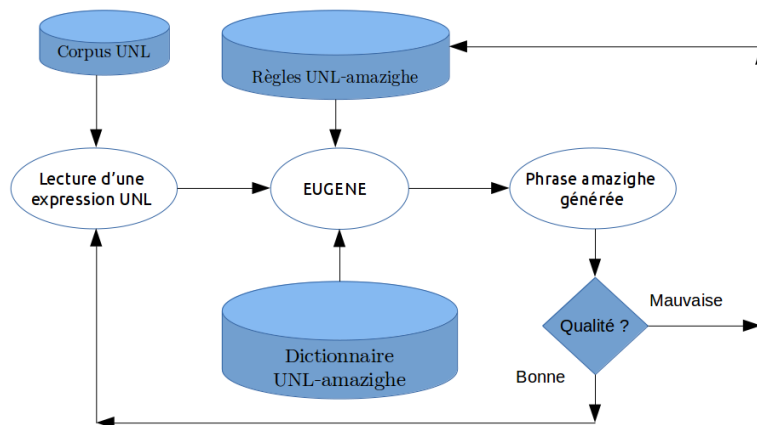 Corpus UNL
Règles UNL-amazighe
Lecture d'une
expression UNL
EUGENE
Phrase amazighe
générée
Qualité ?
Mauvaise
Bonne
Dictionnaire
UNL-amazighe